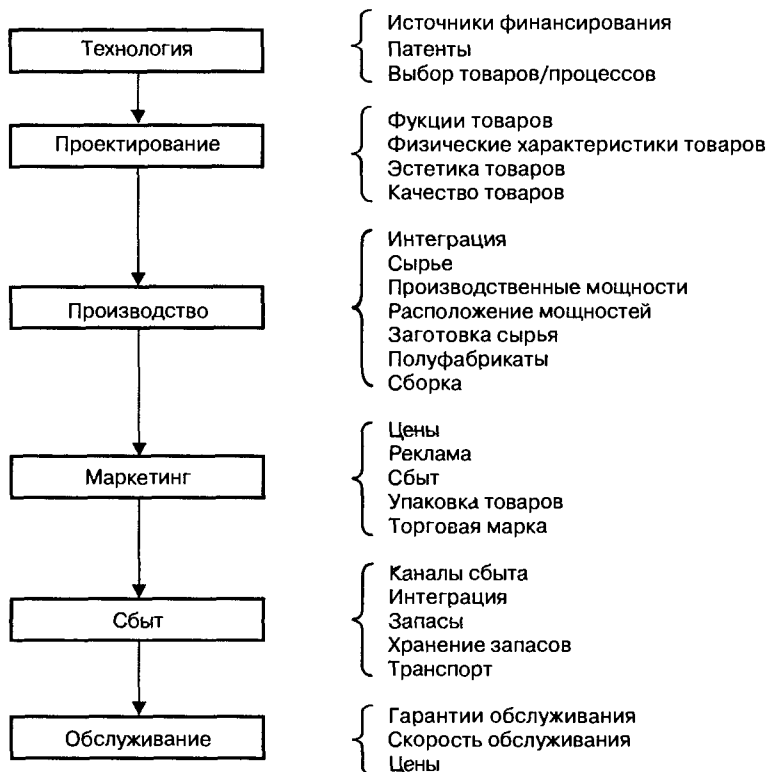 Технология
Источники финансирования
Патенты
Выбор товаров/процессов
Проектирование
Фукции товаров
Физические характеристики товаров
Эстетика товаров
Качество товаров
Производство
Интеграция
Сырье
Производственные мощности
Расположение мощностей
Заготовка сырья
Полуфабрикаты
Сборка
Маркетинг
Цены
Реклама
Сбыт
Упаковка товаров
Торговая марка
Сбыт
Каналы сбыта
Интеграция
Запасы
Хранение запасов
Транспорт
Обслуживание
Гарантии обслуживания
Скорость обслуживания
Цены